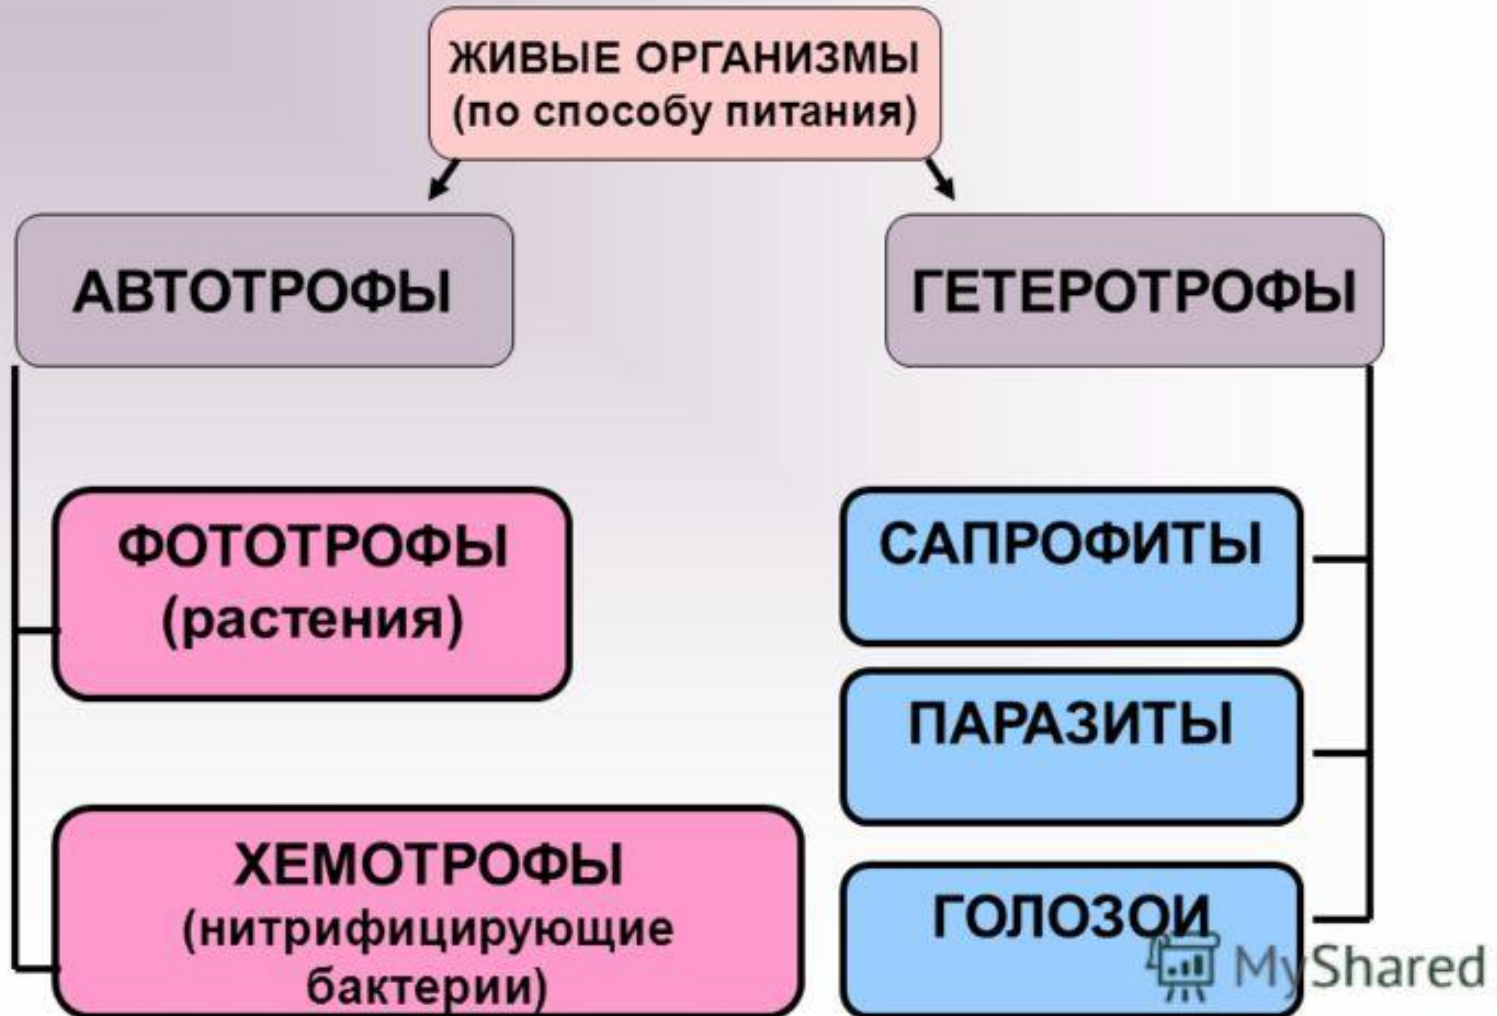 ЖИВЫЕ ОРГАНИЗМЫ
(по способу питания)
АВТОТРОФЫ
ГЕТЕРОТРОФЫ
ФОТОТРОФЫ
(растения)
ХЕМОТРОФЫ
(нитрифицирующие
бактерии)
САПРОФИТЫ
ПАРАЗИТЫ
ГОЛОЗОИ
MyShared